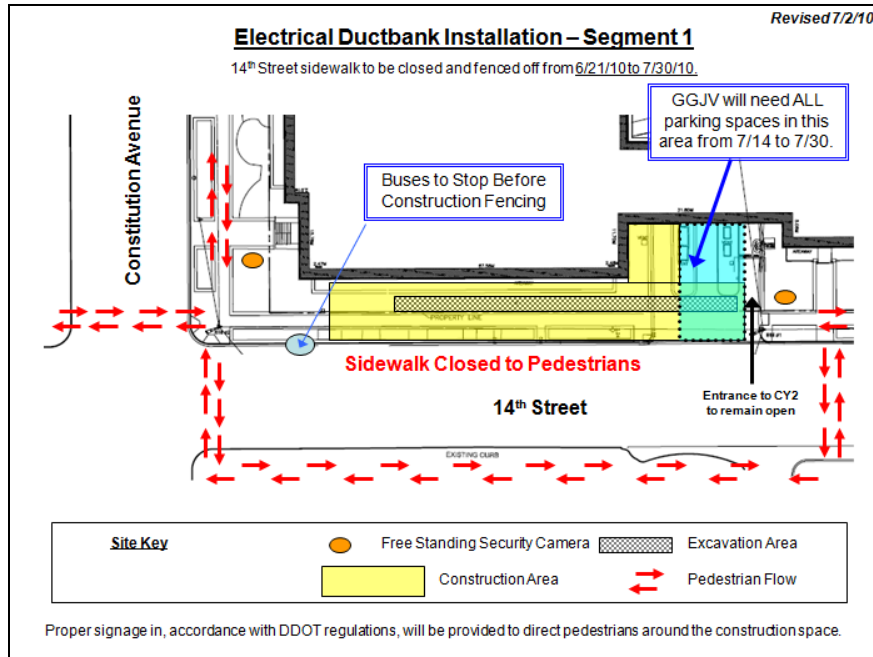 Revised 7/2/10
Electrical Ductbank Installation – Segment 1
14th Street sidewalk to be closed and fenced off from 6/21/10 to 7/30/10.
GGJV will need ALL
parking spaces in this
area from 7/14 to 7/30.
Constitution Avenue
Buses to Stop Before
Construction Fencing
PROPERTY LINE
Sidewalk Closed to Pedestrians
14th Street
Entrance to CY2
to remain open
EXISTING CURB
Site Key
Free Standing Security Camera
Excavation Area
Construction Area
Pedestrian Flow
Proper signage in, accordance with DDOT regulations, will be provided to direct pedestrians around the construction space.